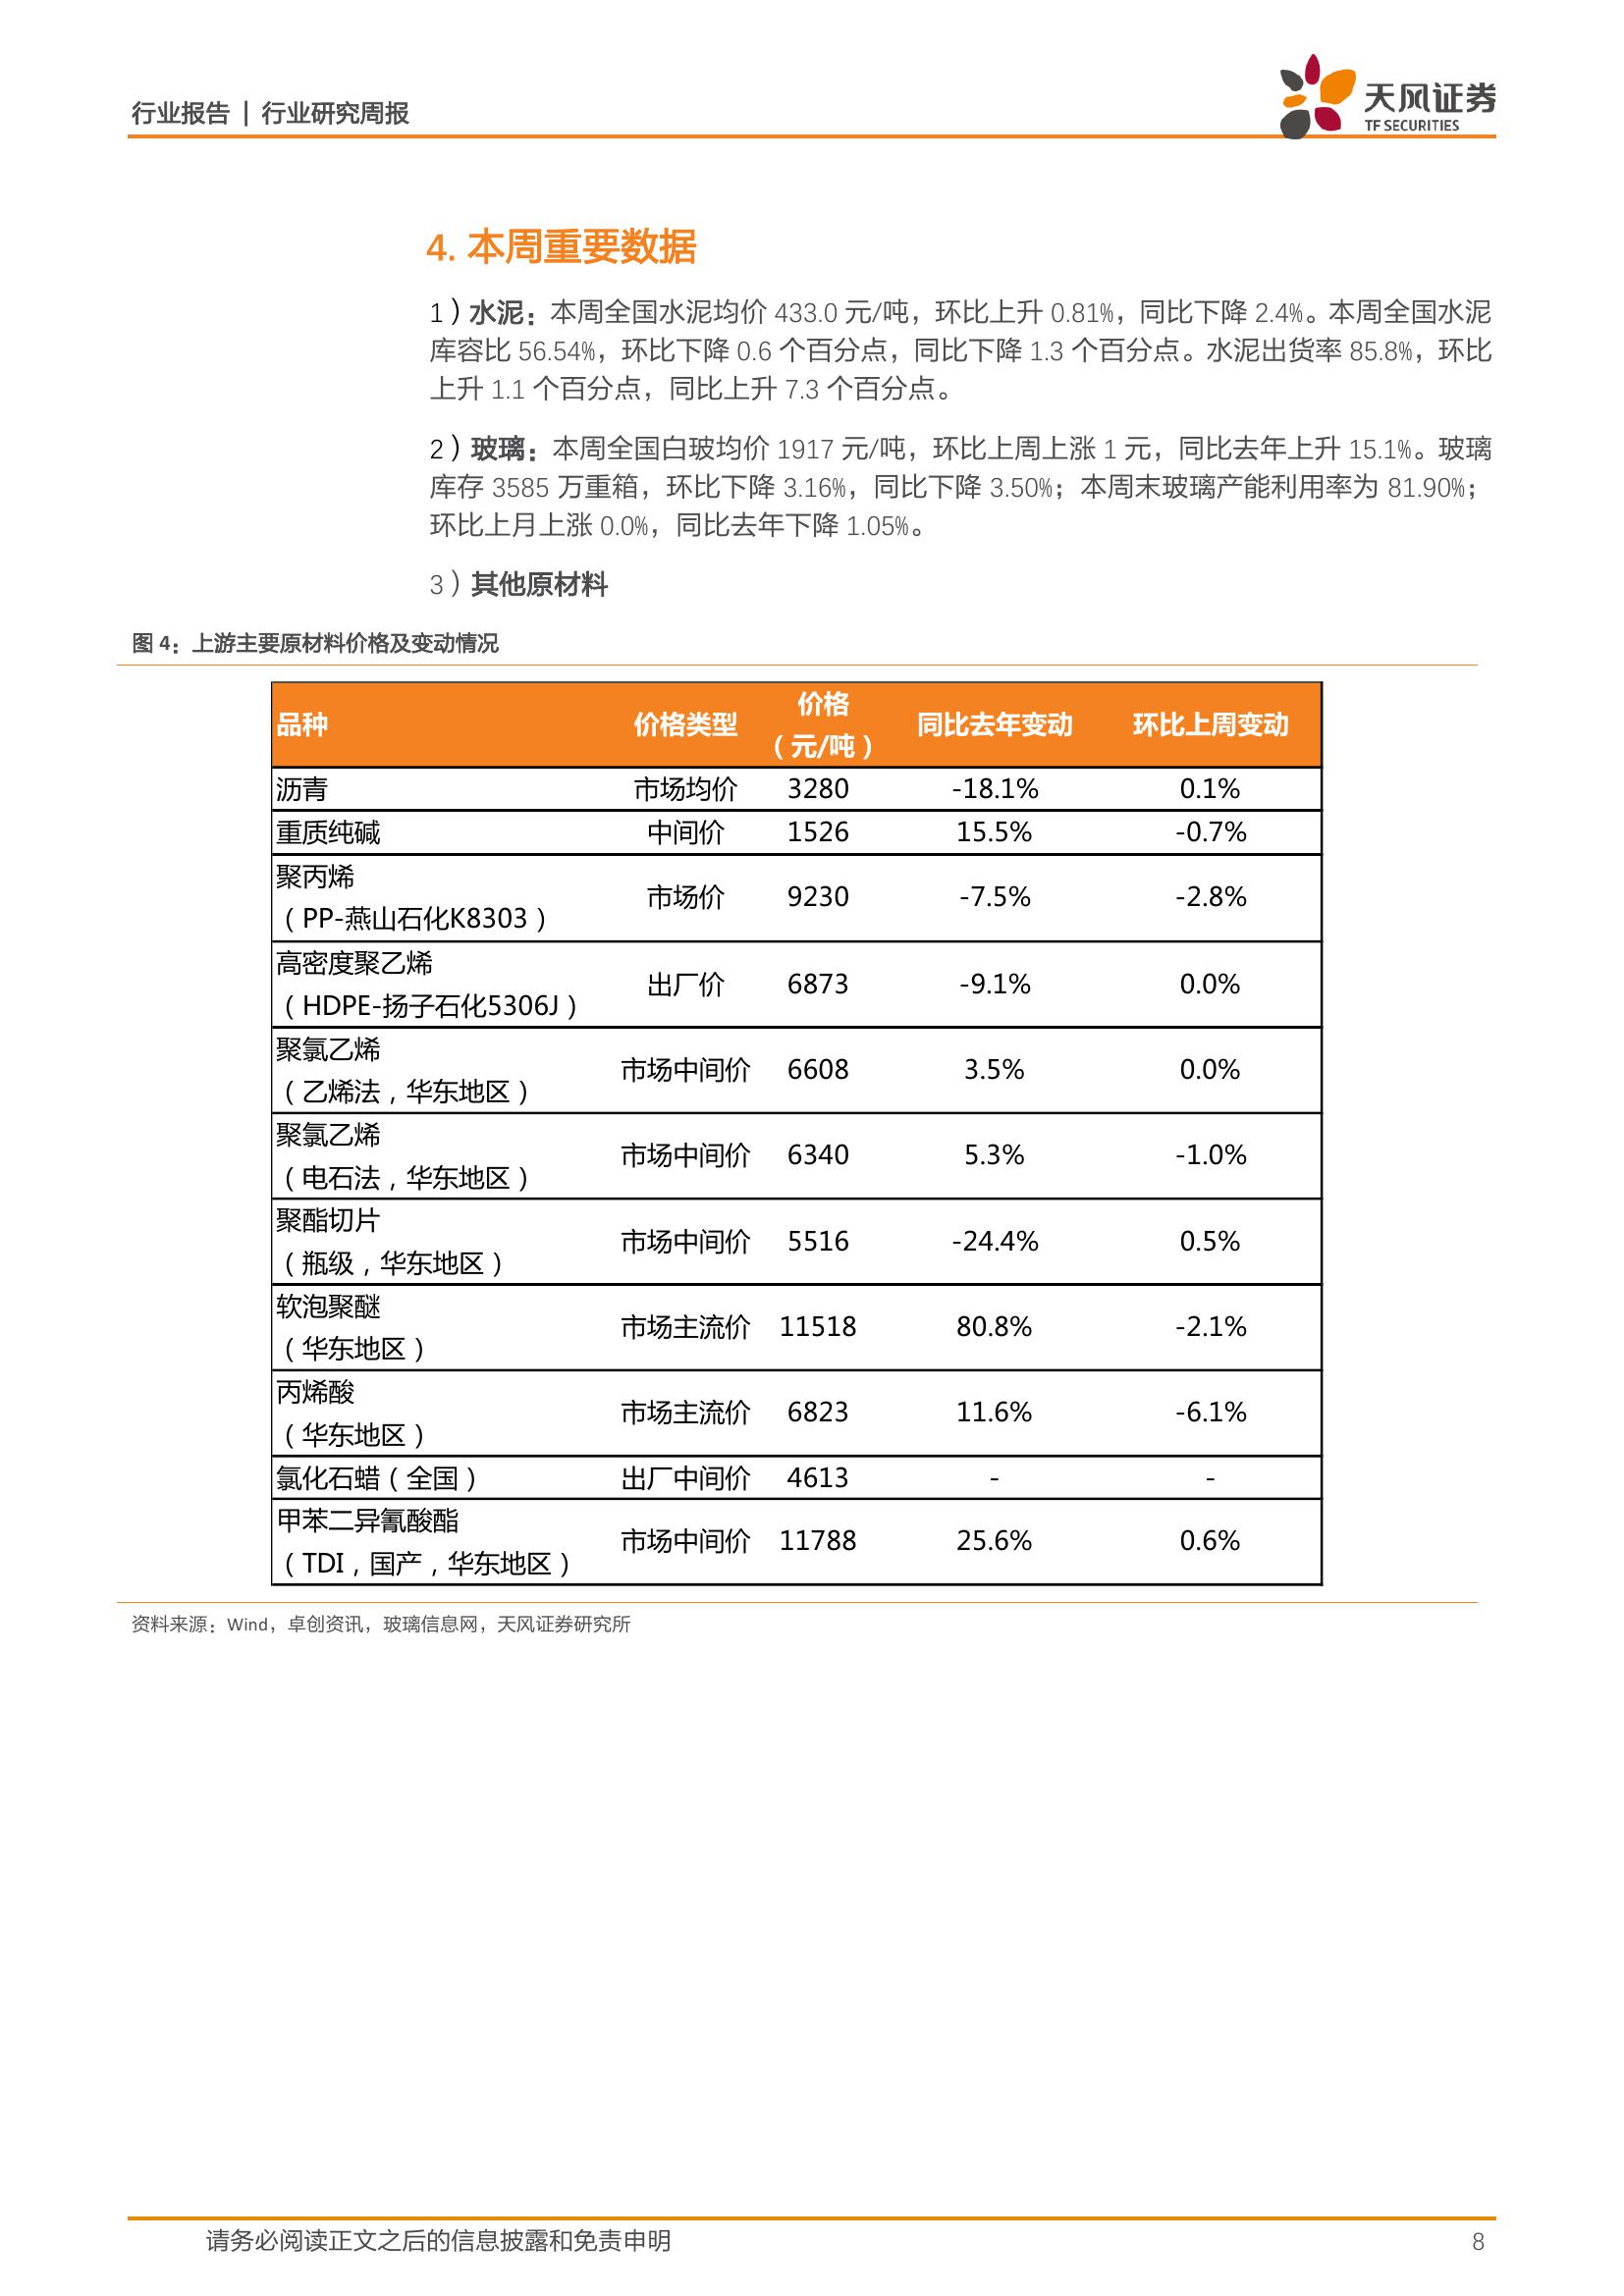 行业报告 | 行业研究周报
天风证券
TF SECURITIES
4. 本周重要数据
1）水泥：本周全国水泥均价 433.0 元/吨，环比上升 0.81%，同比下降 2.4%。本周全国水泥
库容比 56.54%，环比下降 0.6 个百分点，同比下降 1.3 个百分点。水泥出货率 85.8%，环比
上升 1.1 个百分点，同比上升 7.3 个百分点。
2）玻璃：本周全国白玻均价 1917 元/吨，环比上周上涨 1 元，同比去年上升 15.1%。玻璃
库存 3585 万重箱，环比下降 3.16%，同比下降 3.50%；本周末玻璃产能利用率为 81.90%；
环比上月上涨 0.0%，同比去年下降 1.05%。
3）其他原材料
图 4：上游主要原材料价格及变动情况
品种 价格类型 价格（元/吨） 同比去年变动 环比上周变动
沥青 市场均价 3280 -18.1% 0.1%
重质纯碱 中间价 1526 15.5% -0.7%
聚丙烯
（PP-燕山石化K8303） 市场价 9230 -7.5% -2.8%
高密度聚乙烯
（HDPE-扬子石化5306J） 出厂价 6873 -9.1% 0.0%
聚氯乙烯
（乙烯法，华东地区） 市场中间价 6608 3.5% 0.0%
聚氯乙烯
（电石法，华东地区） 市场中间价 6340 5.3% -1.0%
聚酯切片
（瓶级，华东地区） 市场中间价 5516 -24.4% 0.5%
软泡聚醚
（华东地区） 市场主流价 11518 80.8% -2.1%
丙烯酸
（华东地区） 市场主流价 6823 11.6% -6.1%
氯化石蜡（全国） 出厂中间价 4613 - -
甲苯二异氰酸酯
（TDI，国产，华东地区） 市场中间价 11788 25.6% 0.6%
资料来源：Wind，卓创资讯，玻璃信息网，天风证券研究所
请务必阅读正文之后的信息披露和免责申明 8